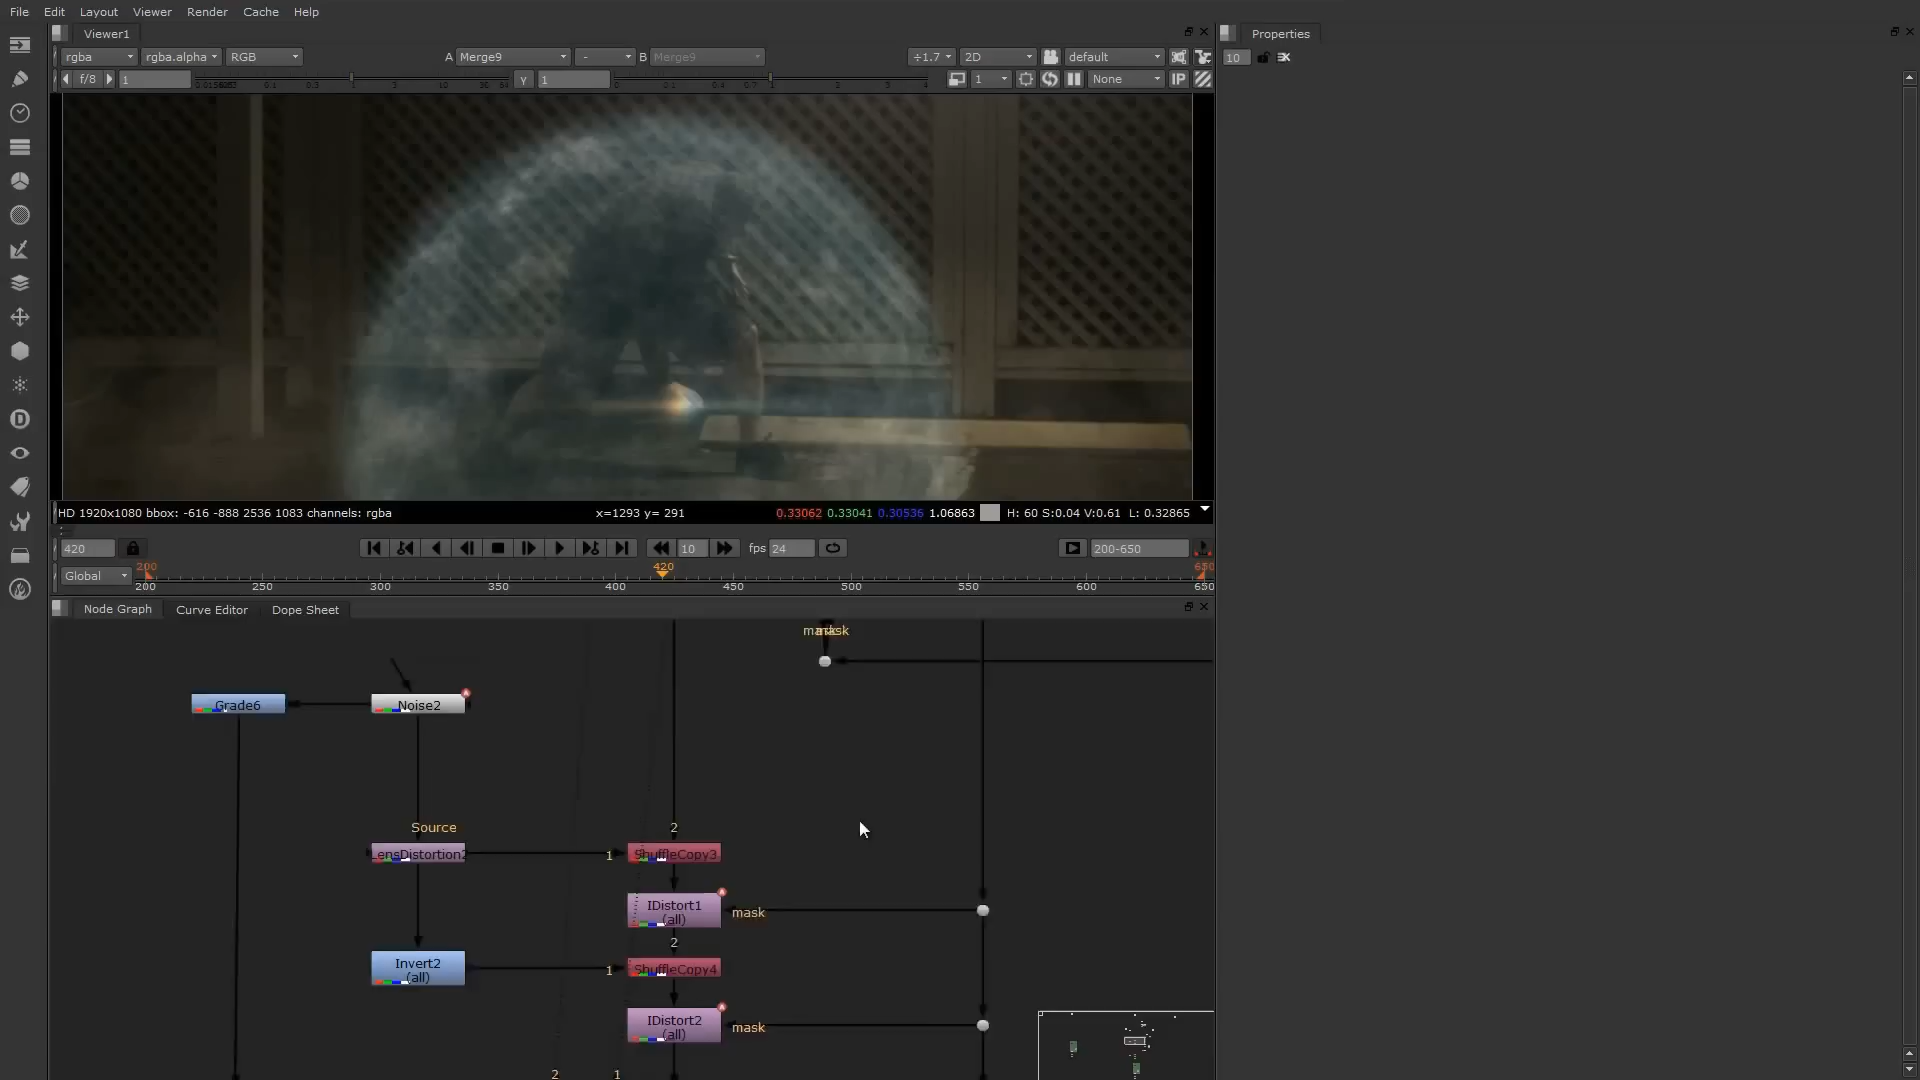 File Edit Layout Viewer Render Cache Help
Viewer1
Properties
rgba rgba.alpha RGB A Merge9 - B Merge9 ÷1.7 2D default
10
f/8 1 Y 1 1 None IP
HD 1920x1080 bbox: -616 -888 2536 1083 channels: rgba x=1293 y= 291 0.33062 0.33041 0.30536 1.06863 H: 60 S:0.04 V:0.61 L: 0.32865
420 10 fps 24 200-650
200 420 650
Global 200 250 300 350 400 450 500 550 600 650
Node Graph Curve Editor Dope Sheet
mask mask
Grade6 Noise2
Source 2
LensDistortion2 1 ShuffleCopy3
IDistort1
(all)
mask
2
Invert2
(all)
1 ShuffleCopy4
IDistort2
(all)
mask
2 1